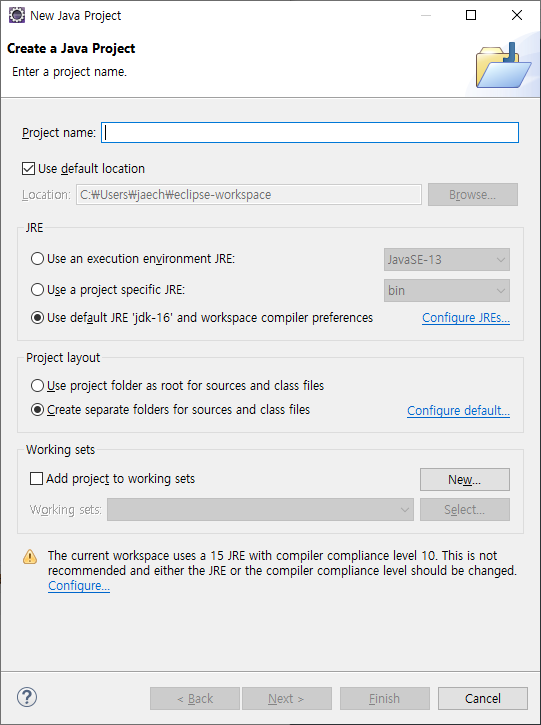 New Java Project
Create a Java Project
Enter a project name.
Project name:
Use default location
Location: C:₩Users₩jaech₩eclipse-workspace Browse...
JRE
Use an execution environment JRE: JavaSE-13
Use a project specific JRE: bin
Use default JRE 'jdk-16' and workspace compiler preferences Configure JREs...
Project layout
Use project folder as root for sources and class files
Create separate folders for sources and class files Configure default...
Working sets
Add project to working sets New...
Working sets: Select...
The current workspace uses a 15 JRE with compiler compliance level 10. This is not
recommended and either the JRE or the compiler compliance level should be changed.
Configure...
? < Back Next > Finish Cancel